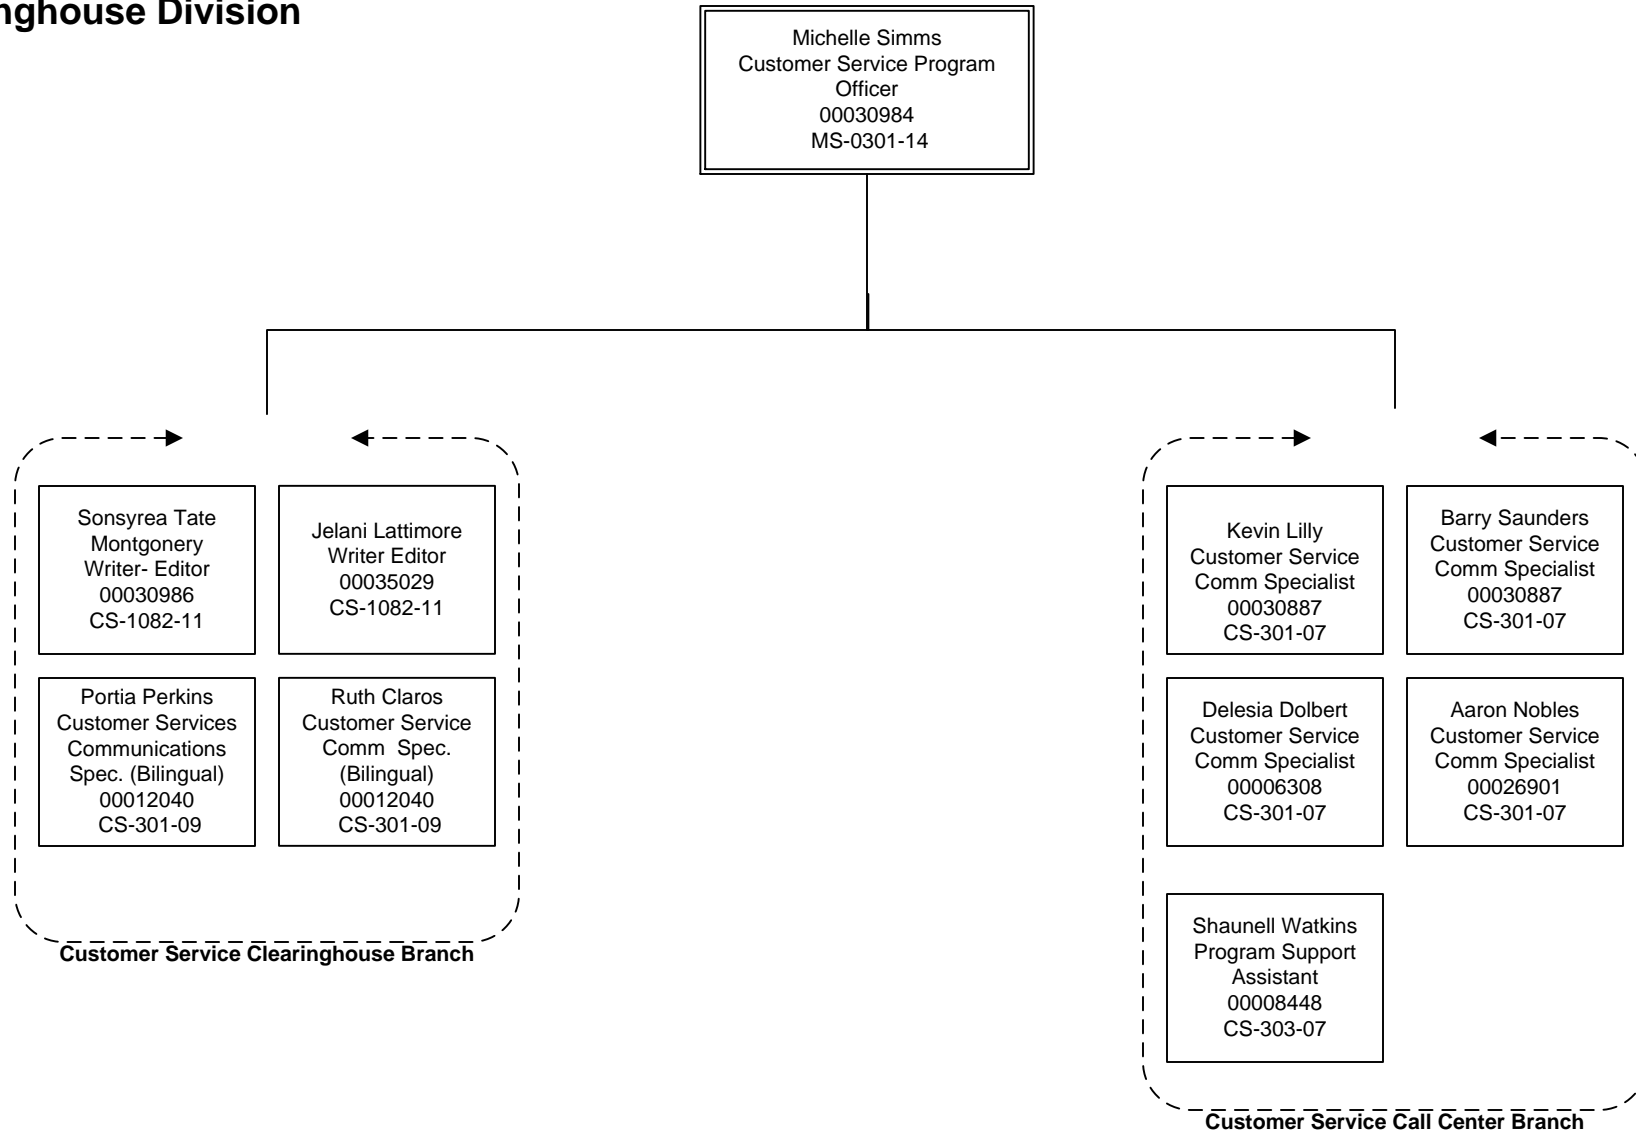 nghouse Division
Michelle Simms
Customer Service Program
Officer
00030984
MS-0301-14
Sonsyrea Tate
Montgonery
Writer- Editor
00030986
CS-1082-11
Jelani Lattimore
Writer Editor
00035029
CS-1082-11
Portia Perkins
Customer Services
Communications
Spec. (Bilingual)
00012040
CS-301-09
Ruth Claros
Customer Service
Comm  Spec.
(Bilingual)
00012040
CS-301-09
Customer Service Clearinghouse Branch
Kevin Lilly
Customer Service
Comm Specialist
00030887
CS-301-07
Barry Saunders
Customer Service
Comm Specialist
00030887
CS-301-07
Delesia Dolbert
Customer Service
Comm Specialist
00006308
CS-301-07
Aaron Nobles
Customer Service
Comm Specialist
00026901
CS-301-07
Shaunell Watkins
Program Support
Assistant
00008448
CS-303-07
Customer Service Call Center Branch